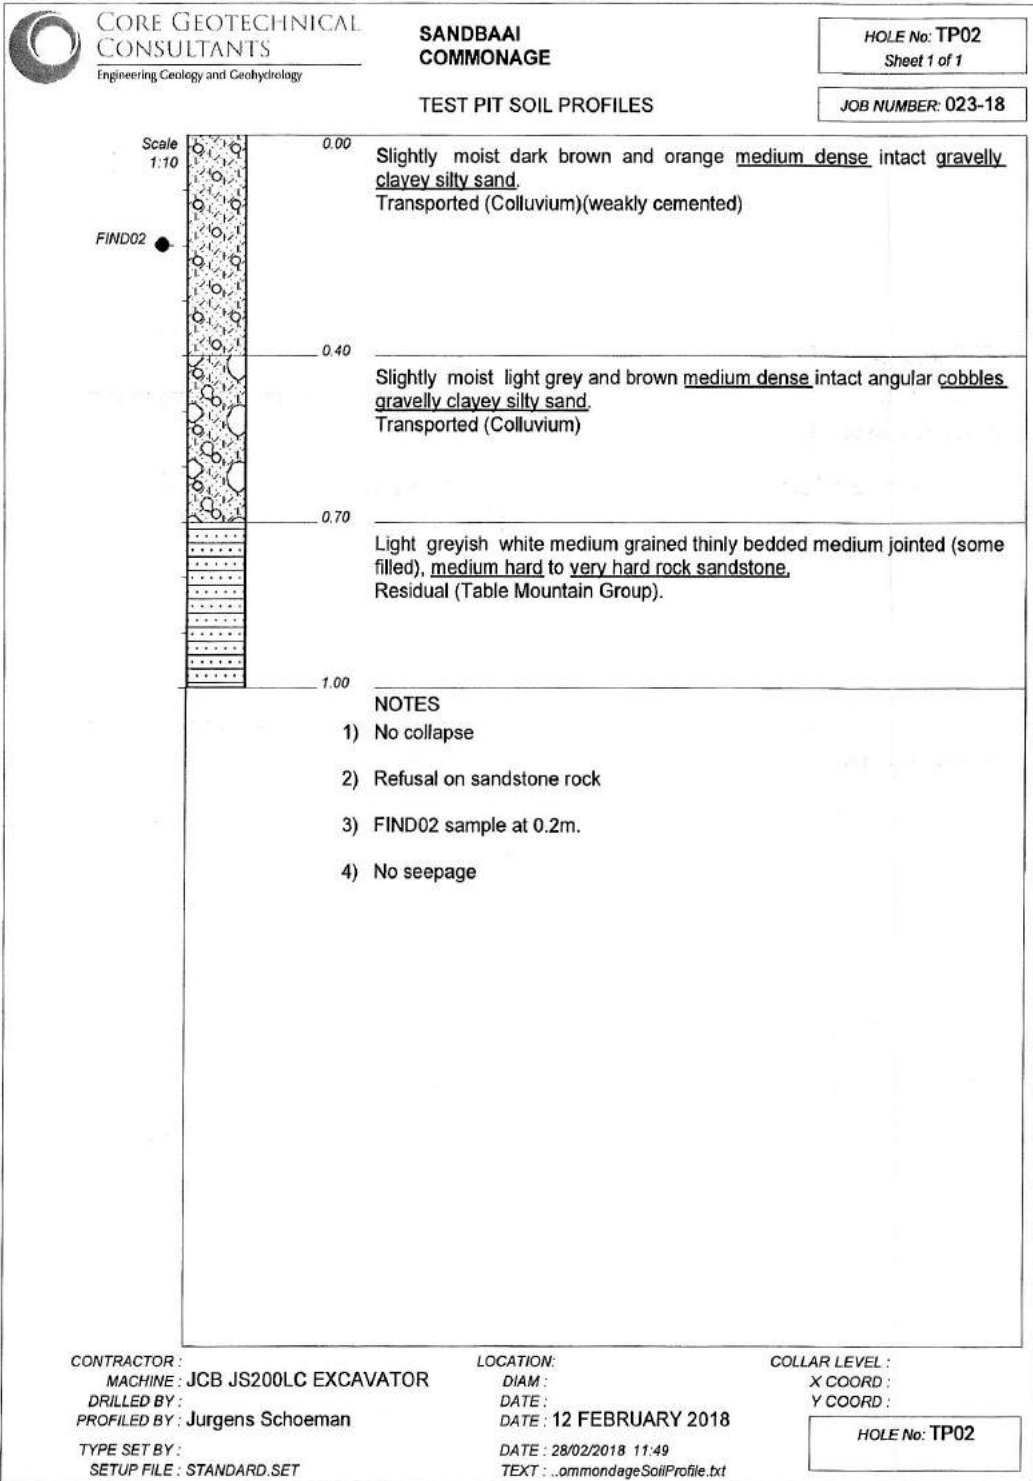 CORE GEOTECHNICAL
CONSULTANTS
Engineering Geology and Geohydrology
SANDBAAI
COMMONAGE
TEST PIT SOIL PROFILES
HOLE No: TP02
Sheet 1 of 1
JOB NUMBER: 023-18
Scale
1:10
0.00
Slightly moist dark brown and orange medium dense intact gravelly
clayey silty sand.
Transported (Colluvium)(weakly cemented)
FIND02
0.40
Slightly moist light grey and brown medium dense intact angular cobbles
gravelly clayey silty sand.
Transported (Colluvium)
0.70
Light greyish white medium grained thinly bedded medium jointed (some
filled), medium hard to very hard rock sandstone,
Residual (Table Mountain Group).
1.00
NOTES
1) No collapse
2) Refusal on sandstone rock
3) FIND02 sample at 0.2m.
4) No seepage
CONTRACTOR :
MACHINE : JCB JS200LC EXCAVATOR
DRILLED BY :
PROFILED BY : Jurgens Schoeman
TYPE SET BY :
SETUP FILE : STANDARD.SET
LOCATION:
DIAM :
DATE :
DATE : 12 FEBRUARY 2018
DATE : 28/02/2018 11:49
TEXT : ..ommondageSoilProfile.txt
COLLAR LEVEL :
X COORD :
Y COORD :
HOLE No: TP02